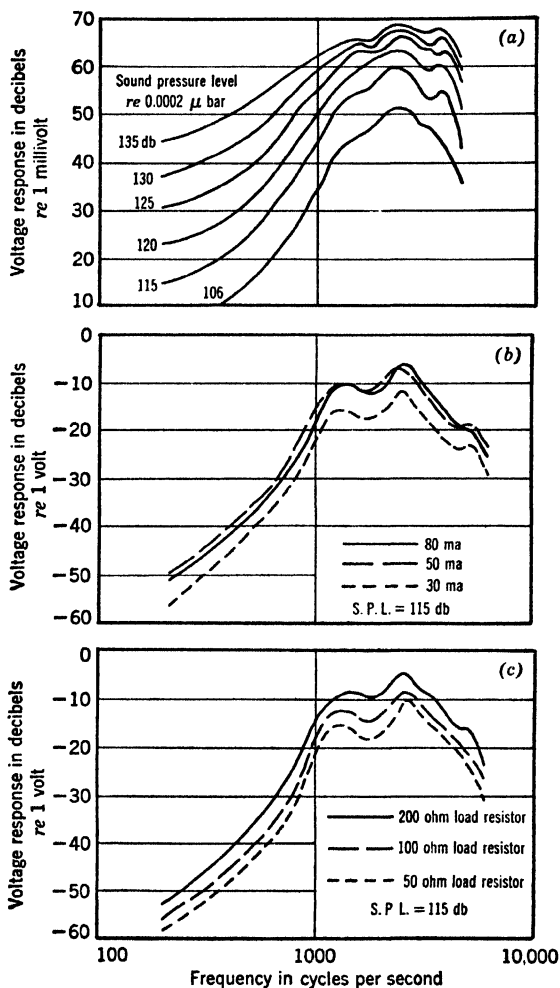 Voltage response in decibels
re 1 millivolt
70
60
50
40
30
20
10
(a)
Sound pressure level
re 0.0002 μ bar
135 db
130
125
120
115
106
Voltage response in decibels
re 1 volt
0
-10
-20
-30
-40
-50
-60
(b)
80 ma
50 ma
30 ma
S. P. L. = 115 db
Voltage response in decibels
re 1 volt
0
-10
-20
-30
-40
-50
-60
(c)
200 ohm load resistor
100 ohm load resistor
50 ohm load resistor
S. P L. = 115 db
100
1000
10,000
Frequency in cycles per second